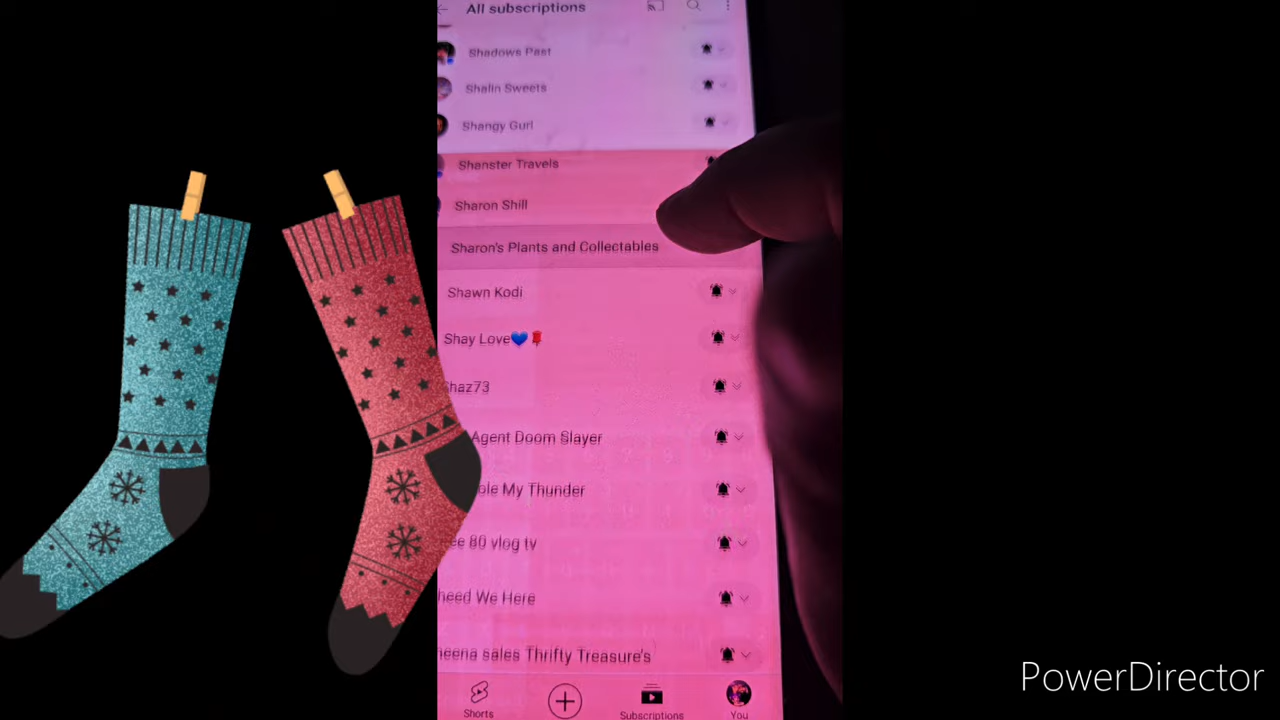 All subscriptions
Shadows Past
Shalin Sweets
Shangy Gurl
Shanster Travels
Sharon Shill
Sharon's Plants and Collectables
Shawn Kodi
Shay Love💙🌹
Shaz73
Agent Doom Slayer
ole My Thunder
ee 80 vlog tv
heed We Here
heena sales Thrifty Treasure's
Shorts
Subscriptions
You
PowerDirector